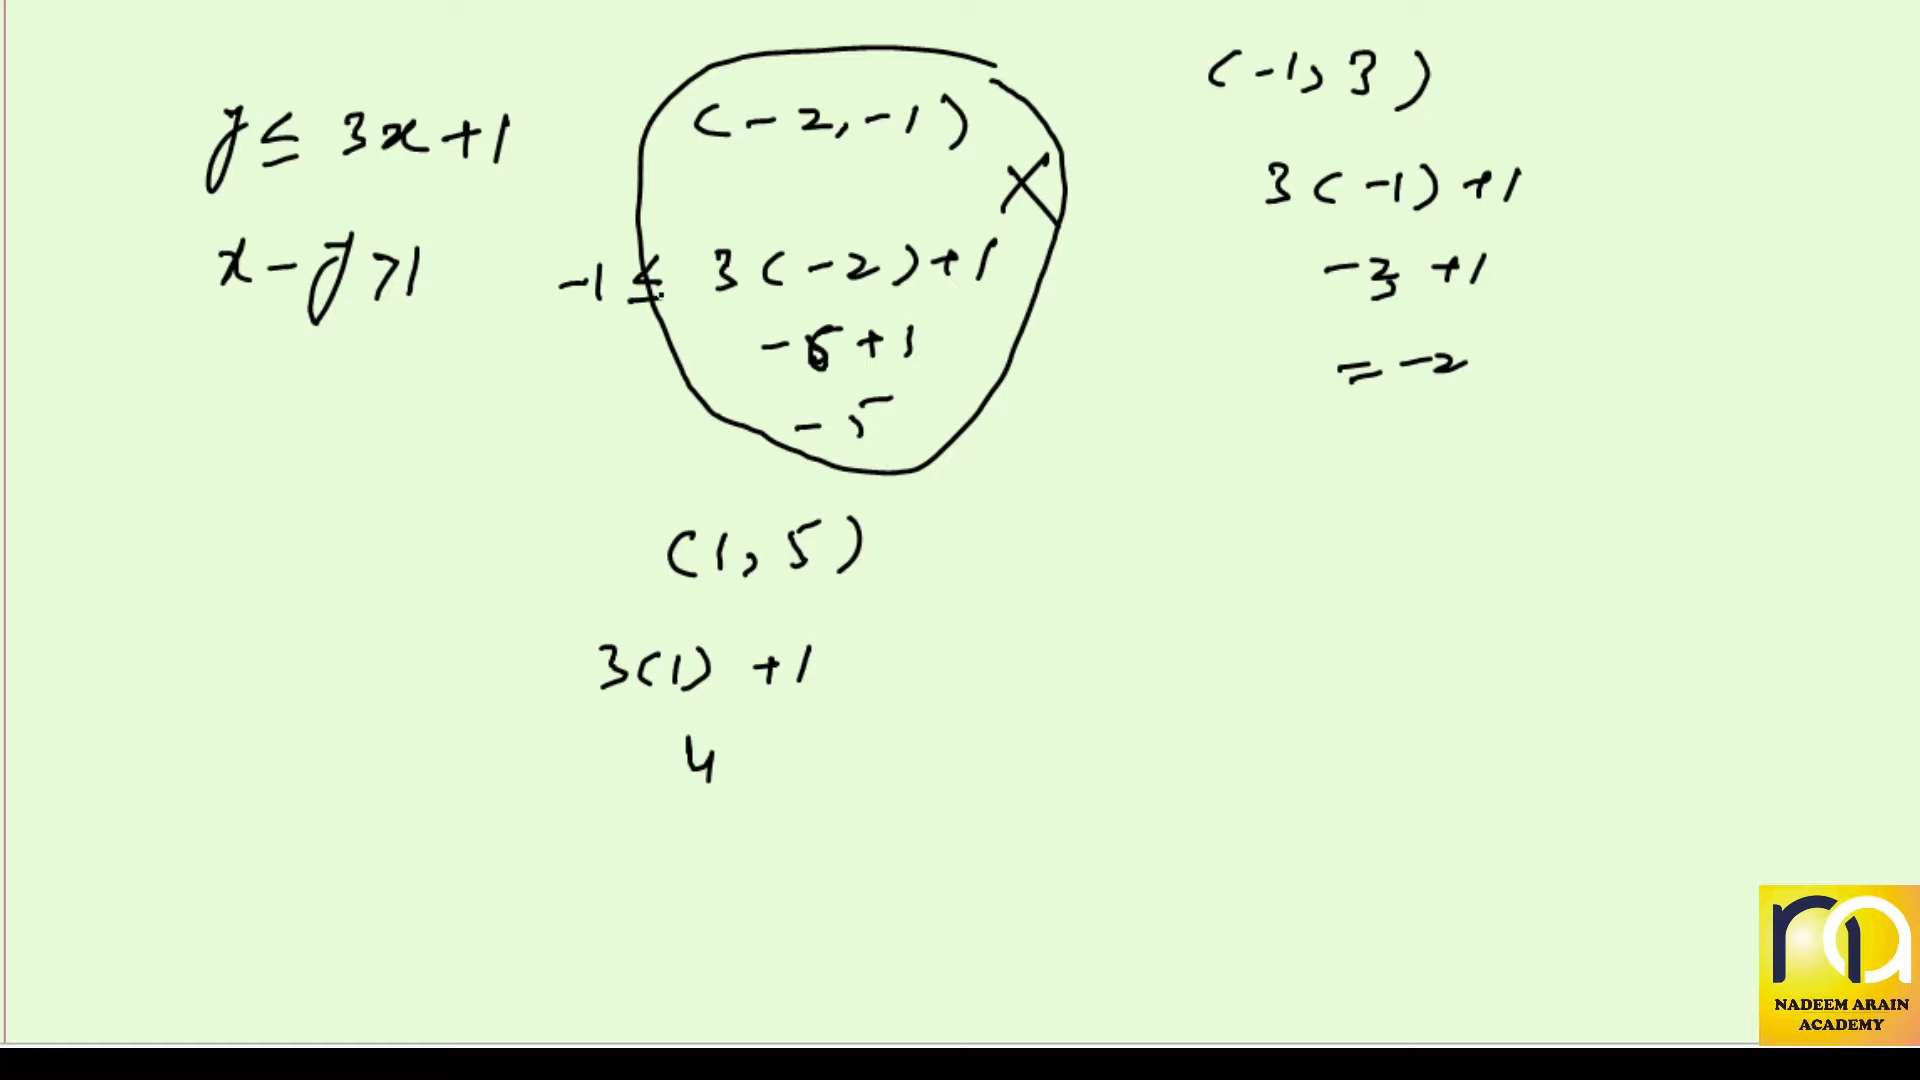 y ≤ 3x + 1
x - y > 1
(-2, -1)
X
-1 ≤ 3(-2) + 1
-6 + 1
-5
(1, 5)
3(1) + 1
4
(-1, 3)
3(-1) + 1
-3 + 1
= -2
na
NADEEM ARAIN
ACADEMY